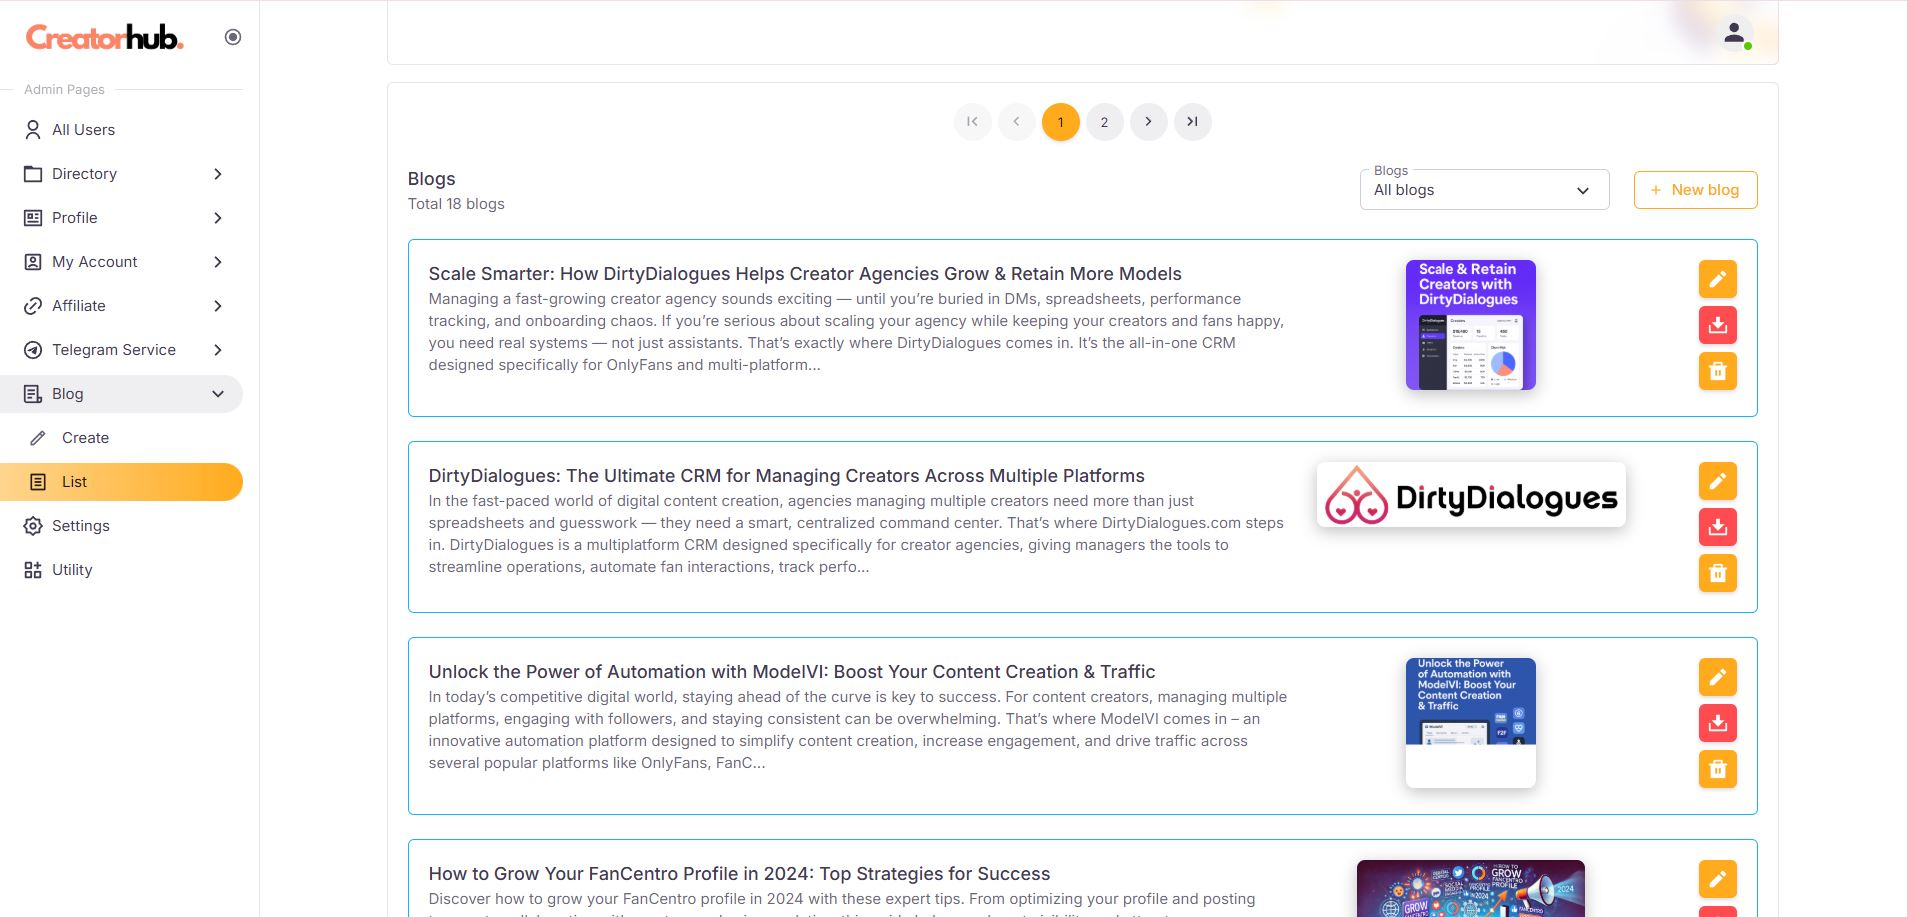 Creatorhub.
Admin Pages
All Users
Directory
Profile
My Account
Affiliate
Telegram Service
Blog
Create
List
Settings
Utility
1
2
Blogs
Total 18 blogs
Blogs
All blogs
+ New blog
Scale Smarter: How DirtyDialogues Helps Creator Agencies Grow & Retain More Models
Managing a fast-growing creator agency sounds exciting — until you’re buried in DMs, spreadsheets, performance
tracking, and onboarding chaos. If you’re serious about scaling your agency while keeping your creators and fans happy,
you need real systems — not just assistants. That’s exactly where DirtyDialogues comes in. It’s the all-in-one CRM
designed specifically for OnlyFans and multi-platform...
Scale & Retain
Creators with
DirtyDialogues
DirtyDialogues: The Ultimate CRM for Managing Creators Across Multiple Platforms
In the fast-paced world of digital content creation, agencies managing multiple creators need more than just
spreadsheets and guesswork — they need a smart, centralized command center. That’s where DirtyDialogues.com steps
in. DirtyDialogues is a multiplatform CRM designed specifically for creator agencies, giving managers the tools to
streamline operations, automate fan interactions, track perfo...
DirtyDialogues
Unlock the Power of Automation with ModelVI: Boost Your Content Creation & Traffic
In today’s competitive digital world, staying ahead of the curve is key to success. For content creators, managing multiple
platforms, engaging with followers, and staying consistent can be overwhelming. That’s where ModelVI comes in – an
innovative automation platform designed to simplify content creation, increase engagement, and drive traffic across
several popular platforms like OnlyFans, FanC...
Unlock the Power
of Automation with
ModelVI: Boost Your
Content Creation
& Traffic
How to Grow Your FanCentro Profile in 2024: Top Strategies for Success
Discover how to grow your FanCentro profile in 2024 with these expert tips. From optimizing your profile and posting